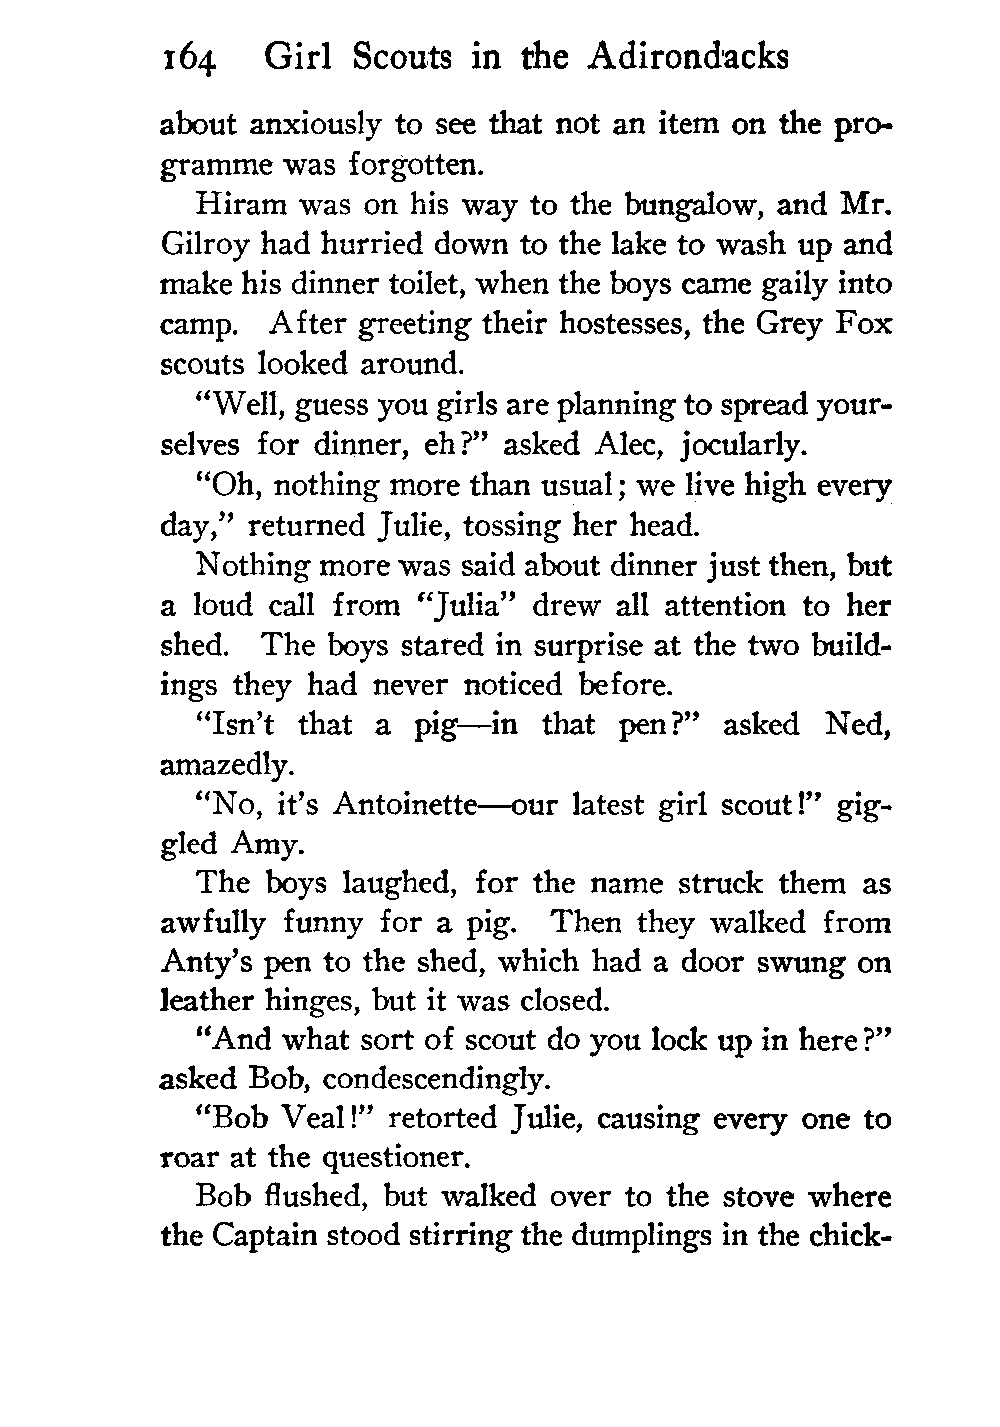 164 Girl Scouts in the Adirondacks
about anxiously to see that not an item on the pro-
gramme was forgotten.
Hiram was on his way to the bungalow, and Mr.
Gilroy had hurried down to the lake to wash up and
make his dinner toilet, when the boys came gaily into
camp. After greeting their hostesses, the Grey Fox
scouts looked around.
"Well, guess you girls are planning to spread your-
selves for dinner, eh?" asked Alec, jocularly.
"Oh, nothing more than usual; we live high every
day," returned Julie, tossing her head.
Nothing more was said about dinner just then, but
a loud call from "Julia" drew all attention to her
shed. The boys stared in surprise at the two build-
ings they had never noticed before.
"Isn't that a pig—in that pen?" asked Ned,
amazedly.
"No, it's Antoinette—our latest girl scout!" gig-
gled Amy.
The boys laughed, for the name struck them as
awfully funny for a pig. Then they walked from
Anty's pen to the shed, which had a door swung on
leather hinges, but it was closed.
"And what sort of scout do you lock up in here?"
asked Bob, condescendingly.
"Bob Veal!" retorted Julie, causing every one to
roar at the questioner.
Bob flushed, but walked over to the stove where
the Captain stood stirring the dumplings in the chick-